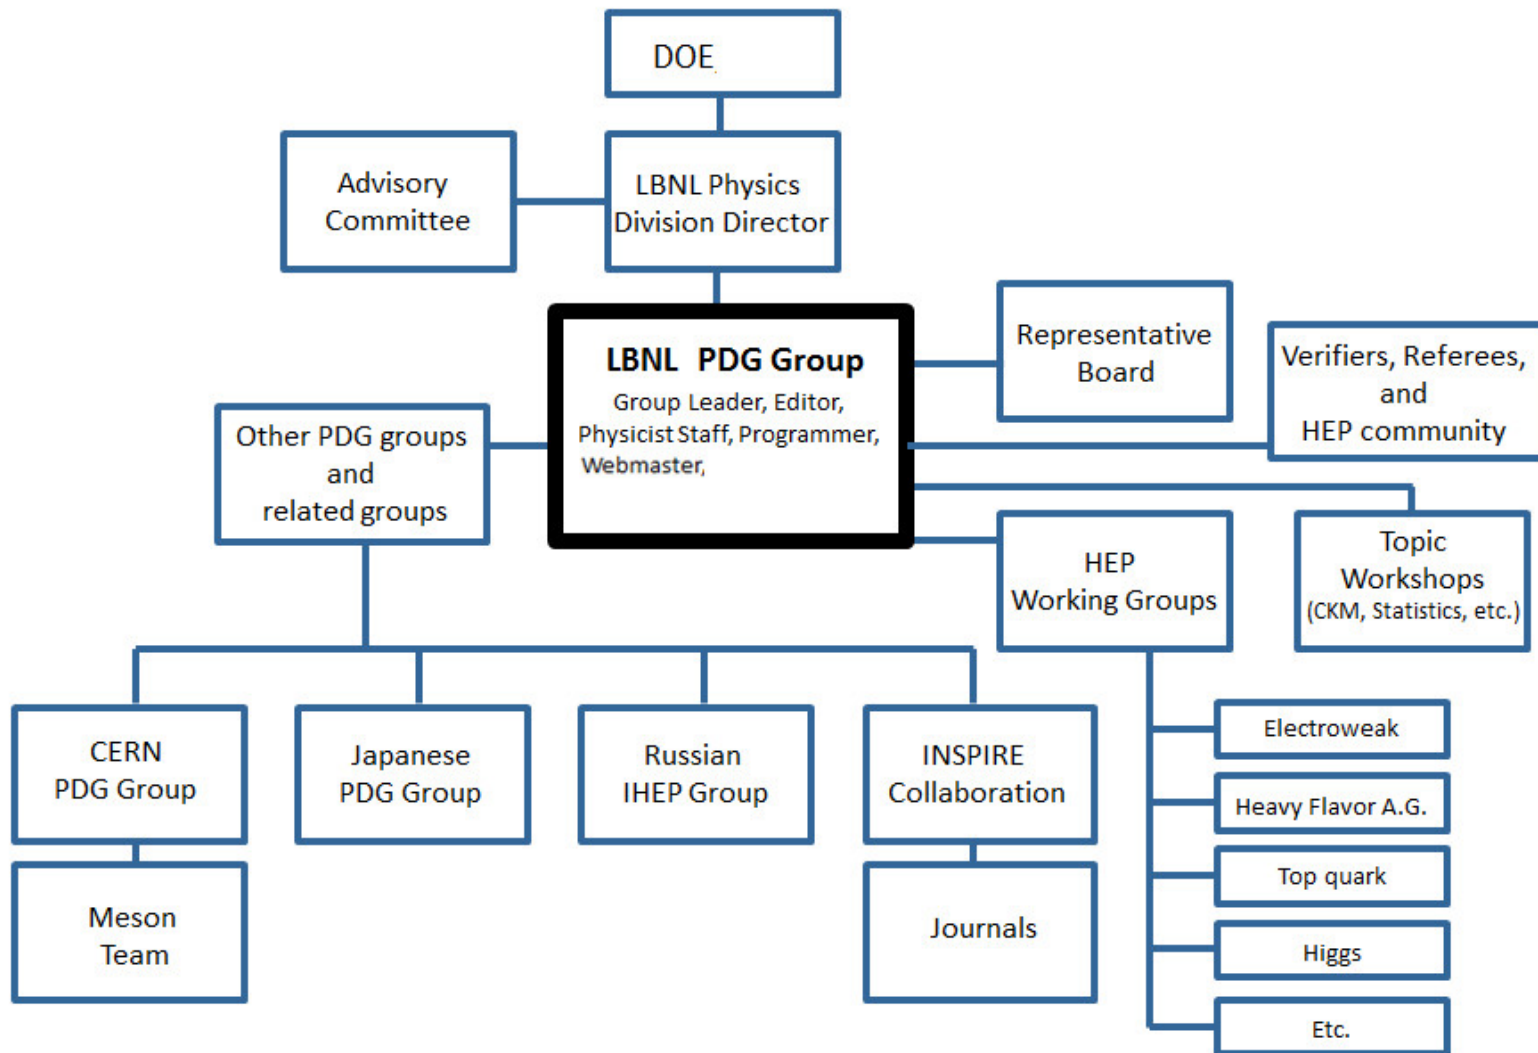 DOE
Advisory
Committee
LBNL Physics
Division Director
LBNL PDG Group
Group Leader, Editor,
Physicist Staff, Programmer,
Webmaster,
Representative
Board
Verifiers, Referees,
and
HEP community
Other PDG groups
and
related groups
HEP
Working Groups
Topic
Workshops
(CKM, Statistics, etc.)
CERN
PDG Group
Japanese
PDG Group
Russian
IHEP Group
INSPIRE
Collaboration
Electroweak
Heavy Flavor A.G.
Top quark
Higgs
Etc.
Meson
Team
Journals